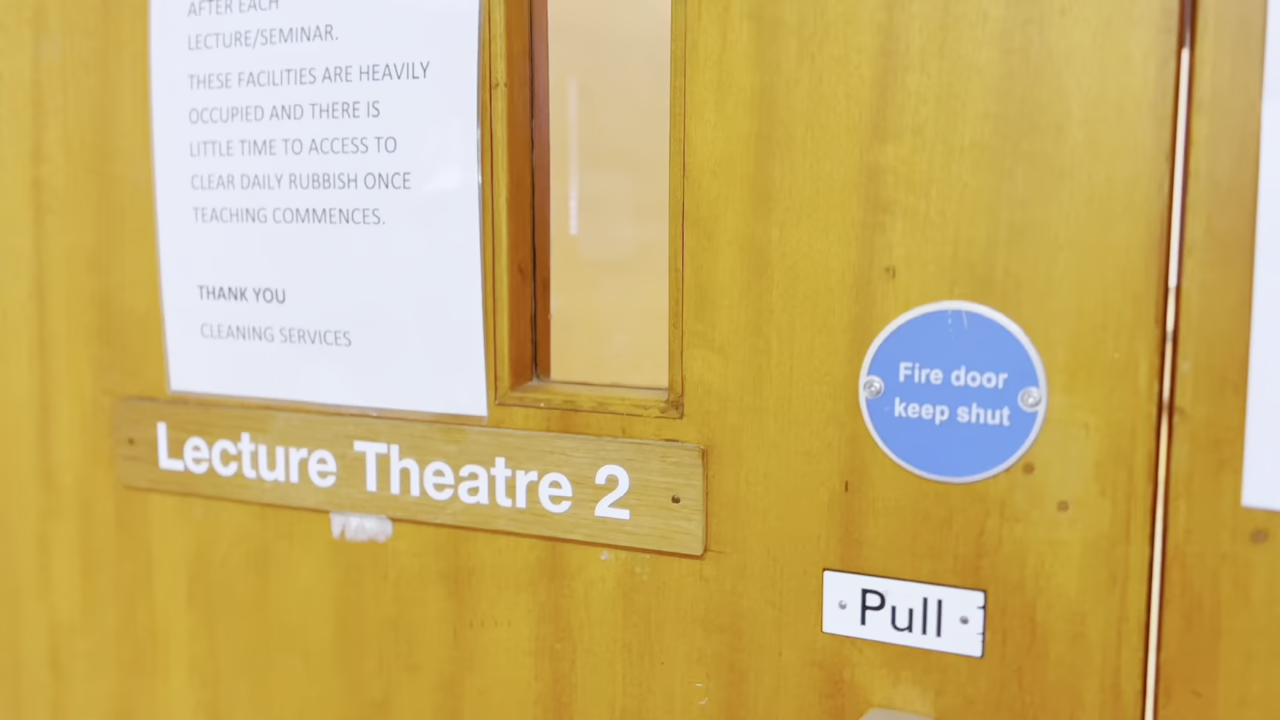 AFTER EACH
LECTURE/SEMINAR.
THESE FACILITIES ARE HEAVILY
OCCUPIED AND THERE IS
LITTLE TIME TO ACCESS TO
CLEAR DAILY RUBBISH ONCE
TEACHING COMMENCES.
THANK YOU
CLEANING SERVICES
Lecture Theatre 2
Fire door
keep shut
Pull